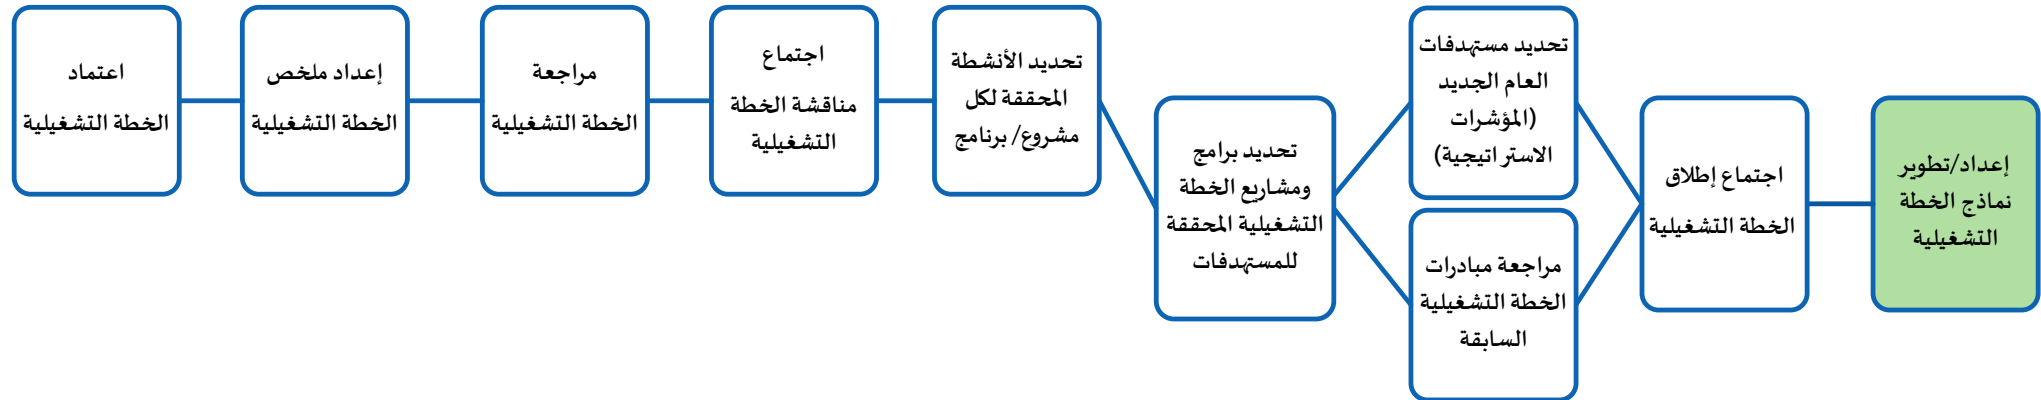 إعداد/تطوير
نماذج الخطة
التشغيلية
اجتماع إطلاق
الخطة التشغيلية
تحديد مستهدفات
العام الجديد
(المؤشرات
الاستراتيجية)
مراجعة مبادرات
الخطة التشغيلية
السابقة
تحديد برامج
ومشاريع الخطة
التشغيلية المحققة
للمستهدفات
تحديد الأنشطة
المحققة لكل
مشروع/ برنامج
اجتماع
مناقشة الخطة
التشغيلية
مراجعة
الخطة التشغيلية
إعداد ملخص
الخطة التشغيلية
اعتماد
الخطة التشغيلية